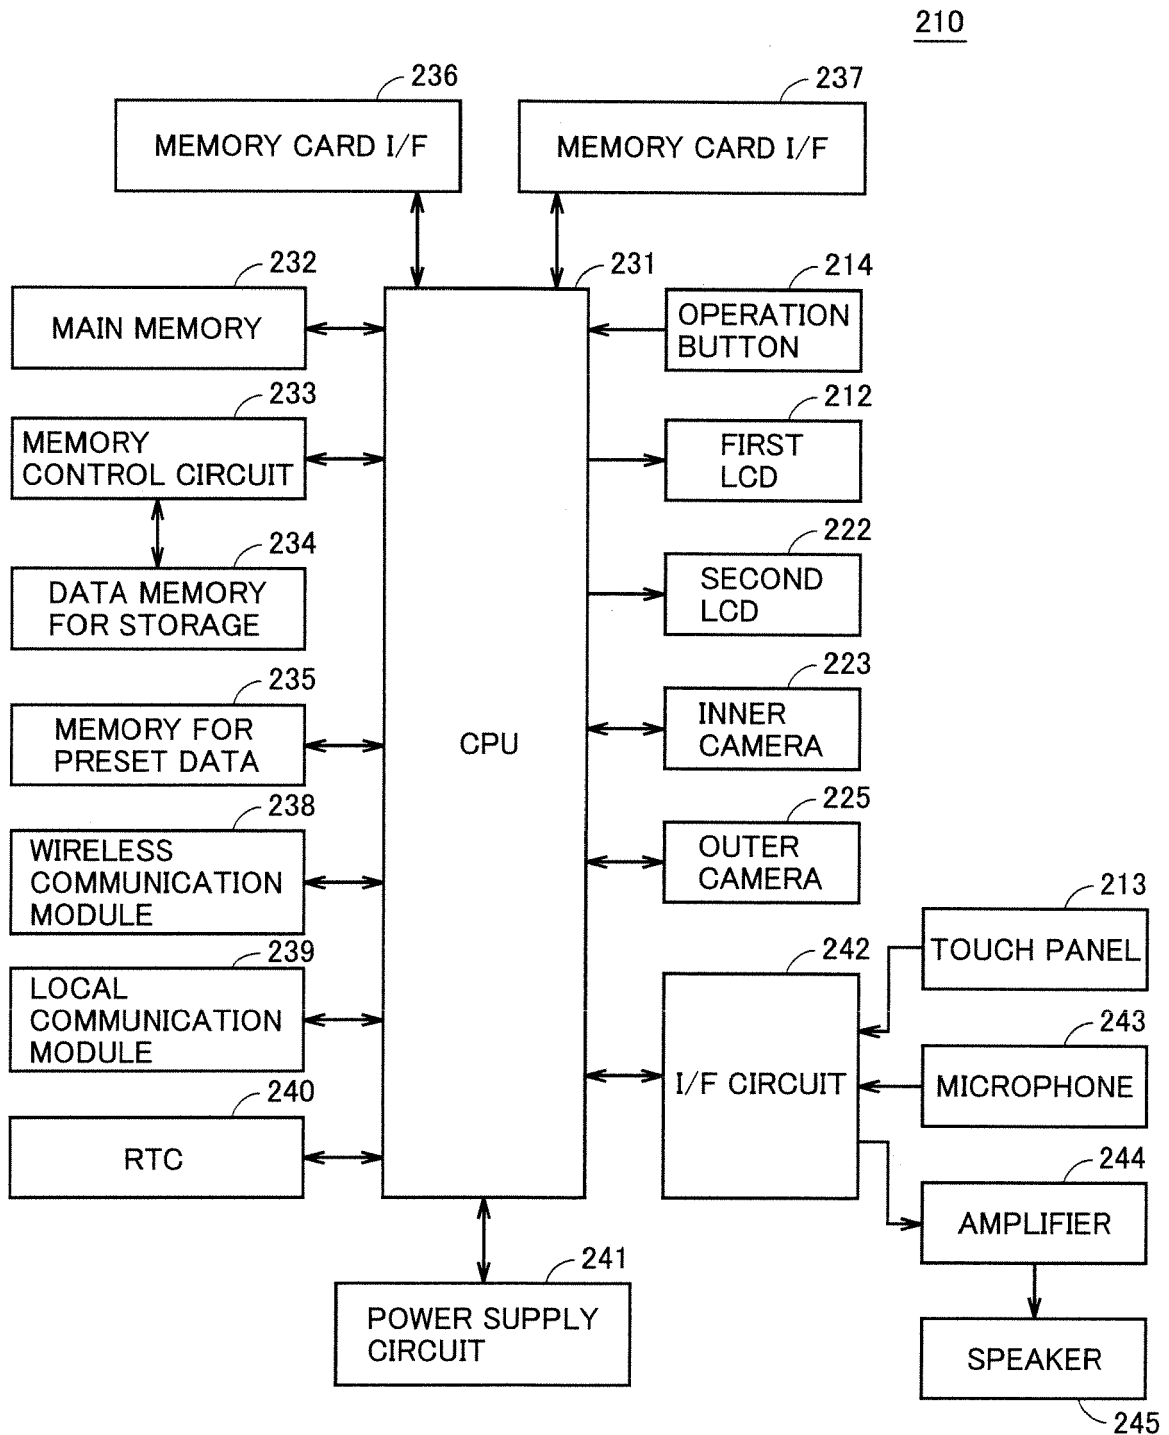 210
236
237
MEMORY CARD I/F
MEMORY CARD I/F
232
231
214
MAIN MEMORY
OPERATION
BUTTON
233
212
MEMORY
CONTROL CIRCUIT
FIRST
LCD
234
222
DATA MEMORY
FOR STORAGE
SECOND
LCD
235
223
MEMORY FOR
PRESET DATA
CPU
INNER
CAMERA
238
225
WIRELESS
COMMUNICATION
MODULE
OUTER
CAMERA
213
239
242
TOUCH PANEL
LOCAL
COMMUNICATION
MODULE
243
I/F CIRCUIT
MICROPHONE
240
RTC
244
AMPLIFIER
241
POWER SUPPLY
CIRCUIT
SPEAKER
245